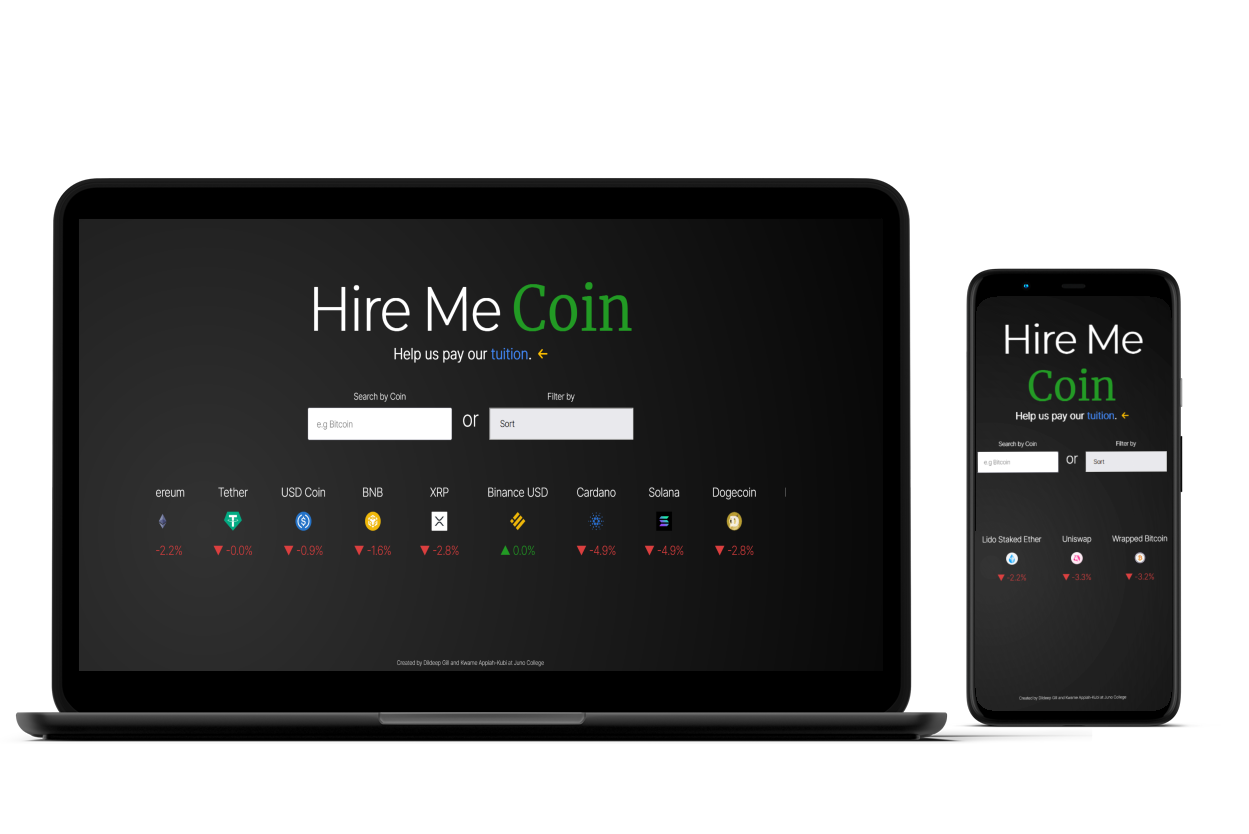 Hire Me Coin
Help us pay our tuition. ←
Search by Coin
Filter by
e.g Bitcoin
or
Sort
ereum
Tether
USD Coin
BNB
XRP
Binance USD
Cardano
Solana
Dogecoin
-2.2%
▼ -0.0%
▼ -0.9%
▼ -1.6%
▼ -2.8%
▲ 0.0%
▼ -4.9%
▼ -4.9%
▼ -2.8%
Created by Dildeep Gill and Kwame Appiah-Kubi at Juno College
Hire Me
Coin
Help us pay our tuition. ←
Search by Coin
Filter by
e.g Bitcoin
or
Sort
Lido Staked Ether
Uniswap
Wrapped Bitcoin
▼ -2.2%
▼ -3.3%
▼ -3.2%
Created by Dildeep Gill and Kwame Appiah-Kubi at Juno College